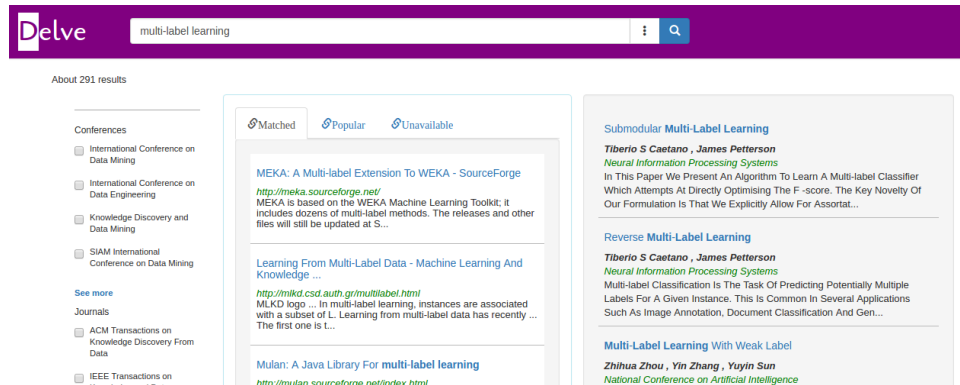 Delve
multi-label learning
About 291 results
Conferences
International Conference on
Data Mining
International Conference on
Data Engineering
Knowledge Discovery and
Data Mining
SIAM International
Conference on Data Mining
See more
Journals
ACM Transactions on
Knowledge Discovery From
Data
IEEE Transactions on
Matched
Popular
Unavailable
MEKA: A Multi-label Extension To WEKA - SourceForge
http://meka.sourceforge.net/
MEKA is based on the WEKA Machine Learning Toolkit; it
includes dozens of multi-label methods. The releases and other
files will still be updated at S...
Learning From Multi-Label Data - Machine Learning And
Knowledge ...
http://mlkd.csd.auth.gr/multilabel.html
MLKD logo ... In multi-label learning, instances are associated
with a subset of L. Learning from multi-label data has recently ...
The first one is t...
Mulan: A Java Library For multi-label learning
http://mulan.sourceforge.net/index.html
Submodular Multi-Label Learning
Tiberio S Caetano , James Petterson
Neural Information Processing Systems
In This Paper We Present An Algorithm To Learn A Multi-label Classifier
Which Attempts At Directly Optimising The F -score. The Key Novelty Of
Our Formulation Is That We Explicitly Allow For Assortat...
Reverse Multi-Label Learning
Tiberio S Caetano , James Petterson
Neural Information Processing Systems
Multi-label Classification Is The Task Of Predicting Potentially Multiple
Labels For A Given Instance. This Is Common In Several Applications
Such As Image Annotation, Document Classification And Gen...
Multi-Label Learning With Weak Label
Zhihua Zhou , Yin Zhang , Yuyin Sun
National Conference on Artificial Intelligence